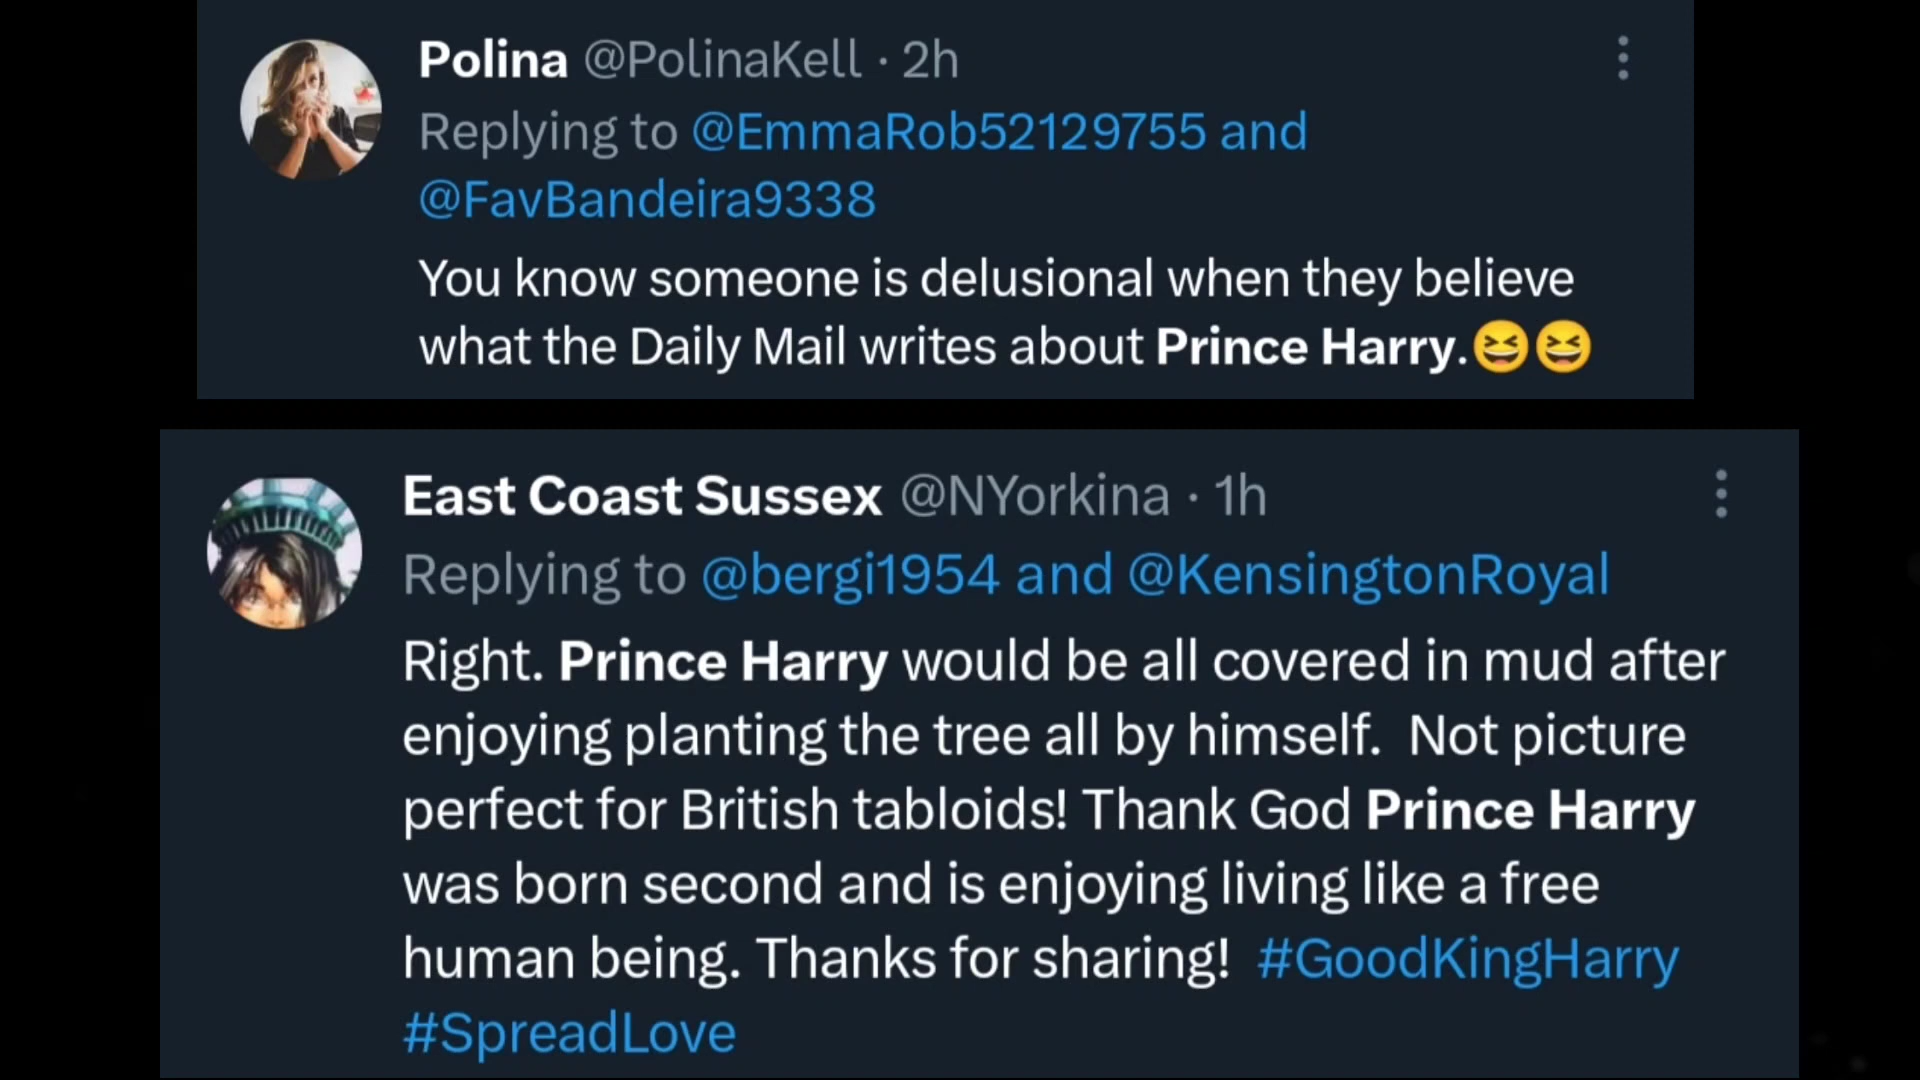 Polina @PolinaKell · 2h
Replying to @EmmaRob52129755 and
@FavBandeira9338
You know someone is delusional when they believe
what the Daily Mail writes about Prince Harry.😆😆
East Coast Sussex @NYorkina · 1h
Replying to @bergi1954 and @KensingtonRoyal
Right. Prince Harry would be all covered in mud after
enjoying planting the tree all by himself.  Not picture
perfect for British tabloids! Thank God Prince Harry
was born second and is enjoying living like a free
human being. Thanks for sharing!  #GoodKingHarry
#SpreadLove